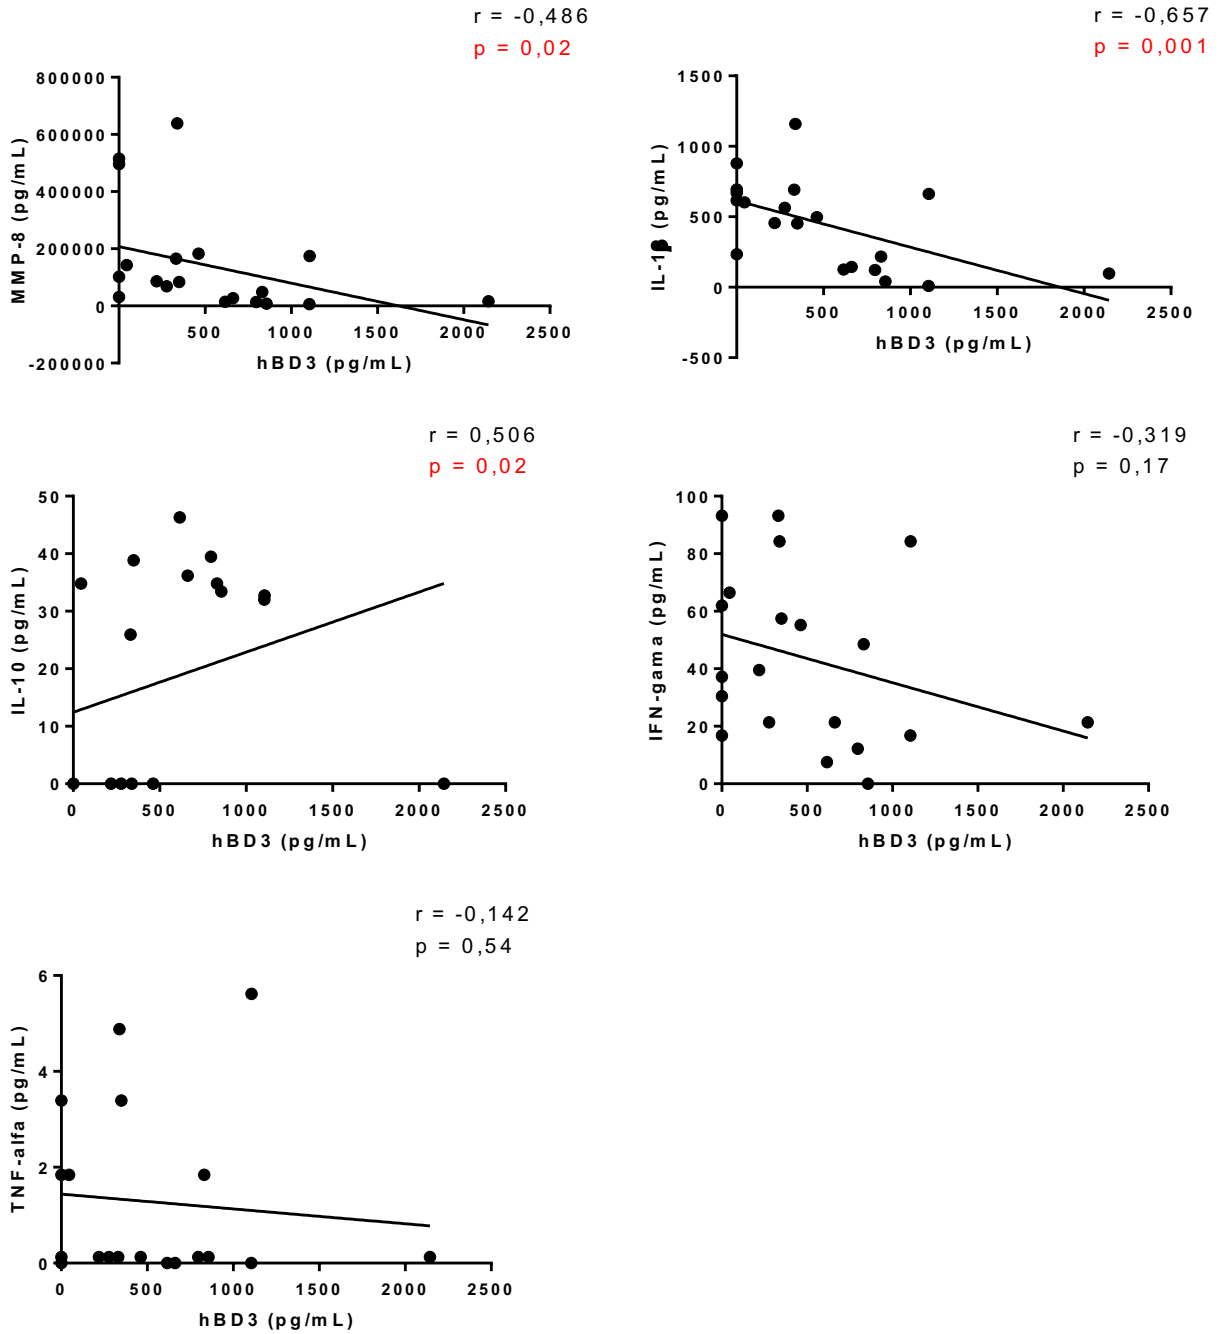 r = -0,486
p = 0,02
800000
600000
400000
200000
0
-200000
MMP-8 (pg/mL)
500
1000
1500
2000
2500
hBD3 (pg/mL)
r = -0,657
p = 0,001
1500
1000
500
0
-500
IL-1β (pg/mL)
500
1000
1500
2000
2500
hBD3 (pg/mL)
r = 0,506
p = 0,02
50
40
30
20
10
0
IL-10 (pg/mL)
0
500
1000
1500
2000
2500
hBD3 (pg/mL)
r = -0,319
p = 0,17
100
80
60
40
20
0
IFN-gama (pg/mL)
0
500
1000
1500
2000
2500
hBD3 (pg/mL)
r = -0,142
p = 0,54
6
4
2
0
TNF-alfa (pg/mL)
0
500
1000
1500
2000
2500
hBD3 (pg/mL)